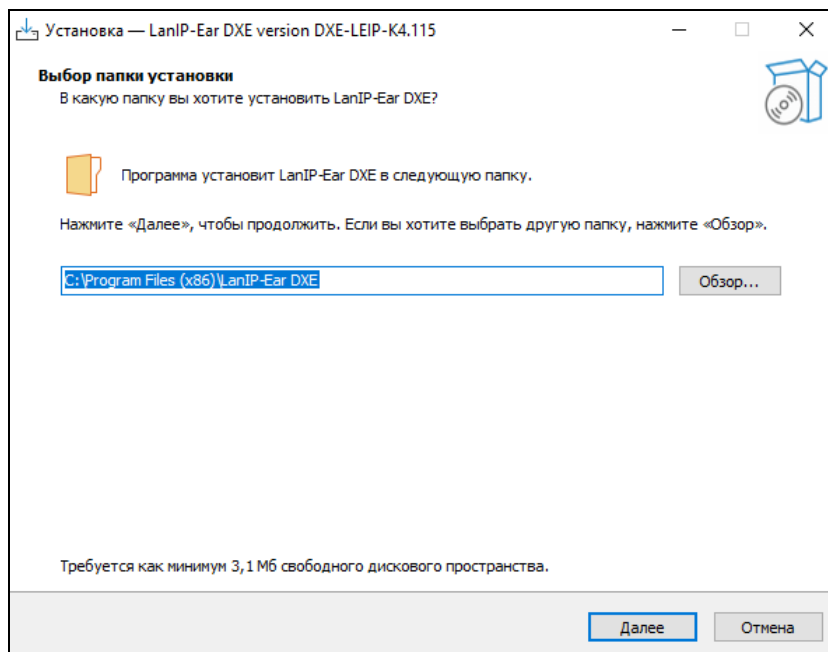 Установка — LanIP-Ear DXE version DXE-LEIP-K4.115
Выбор папки установки
В какую папку вы хотите установить LanIP-Ear DXE?
Программа установит LanIP-Ear DXE в следующую папку.
Нажмите «Далее», чтобы продолжить. Если вы хотите выбрать другую папку, нажмите «Обзор».
C:\Program Files (x86)\LanIP-Ear DXE
Обзор...
Требуется как минимум 3,1 Мб свободного дискового пространства.
Далее
Отмена